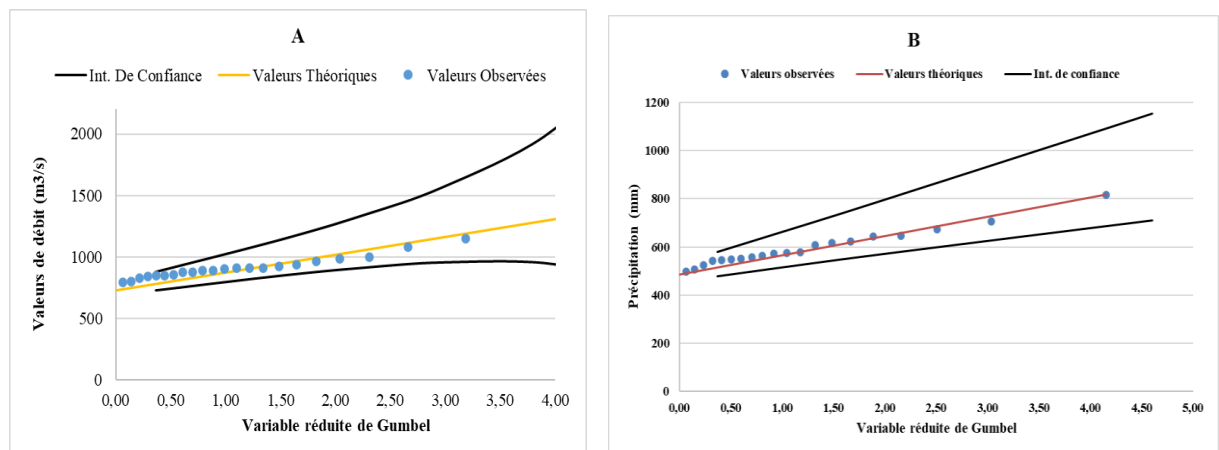 A
Int. De Confiance Valeurs Théoriques Valeurs Observées
Valeurs de débit (m3/s)
2000
1500
1000
500
0
0,00 0,50 1,00 1,50 2,00 2,50 3,00 3,50 4,00
Variable réduite de Gumbel
B
Valeurs observées Valeurs théoriques Int. de confiance
Précipitation (mm)
1200
1000
800
600
400
200
0
0,00 0,50 1,00 1,50 2,00 2,50 3,00 3,50 4,00 4,50 5,00
Variable réduite de Gumbel